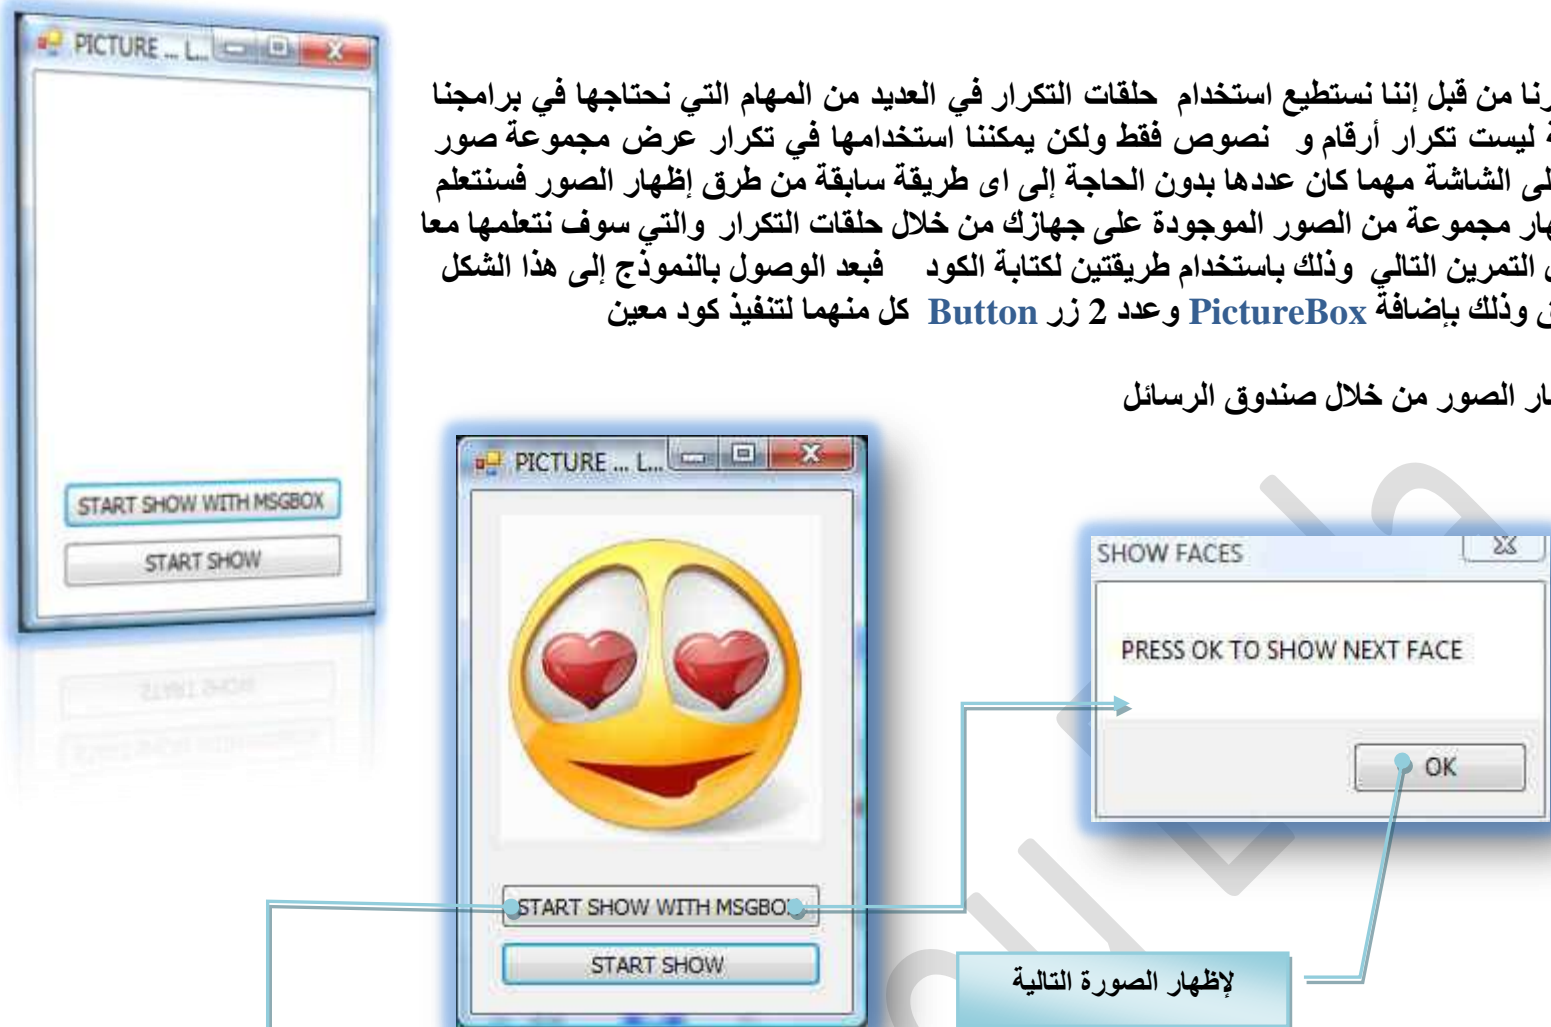 PICTURE ... L...
رنا من قبل إننا نستطيع استخدام حلقات التكرار في العديد من المهام التي نحتاجها في برامجنا
ة ليست تكرار أرقام و نصوص فقط ولكن يمكننا استخدامها في تكرار عرض مجموعة صور
لى الشاشة مهما كان عددها بدون الحاجة إلى اى طريقة سابقة من طرق إظهار الصور فسنتعلم
هار مجموعة من الصور الموجودة على جهازك من خلال حلقات التكرار والتي سوف نتعلمها معا
التمرين التالي وذلك باستخدام طريقتين لكتابة الكود فبعد الوصول بالنموذج إلى هذا الشكل
وذلك بإضافة PictureBox وعدد 2 زر Button كل منهما لتنفيذ كود معين
ار الصور من خلال صندوق الرسائل
START SHOW WITH MSGBOX
START SHOW
PICTURE ... L...
START SHOW WITH MSGBO
START SHOW
SHOW FACES
PRESS OK TO SHOW NEXT FACE
OK
لإظهار الصورة التالية